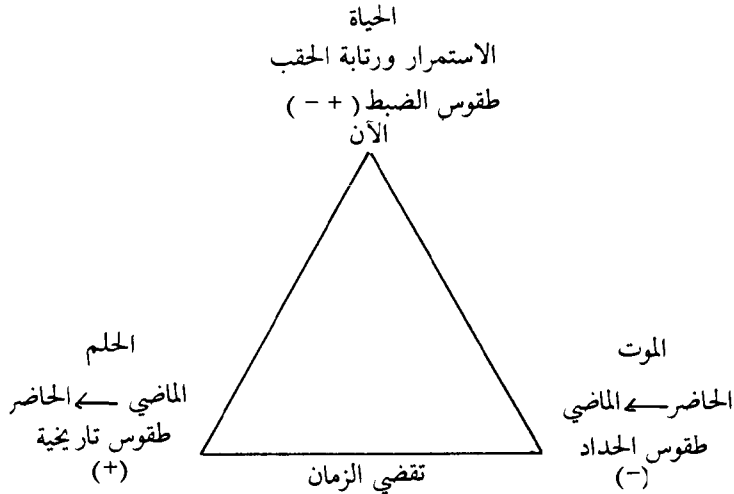 الحياة
الاستمرار ورتابة الحقب
طقوس الضبط (+ -)
الآن
الموت
الحاضر ← الماضي
طقوس الحداد
(-)
الحلم
الماضي ← الحاضر
طقوس تاريخية
(+)
تقضي الزمان